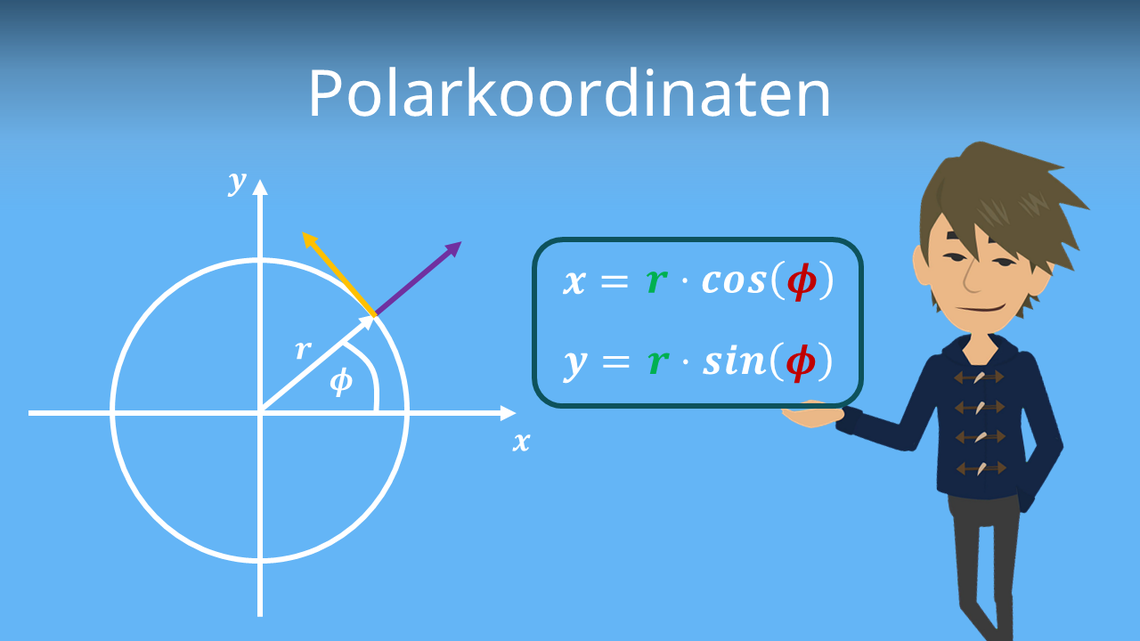 Polarkoordinaten
y
r
ϕ
x
x = r · cos(ϕ)
y = r · sin(ϕ)